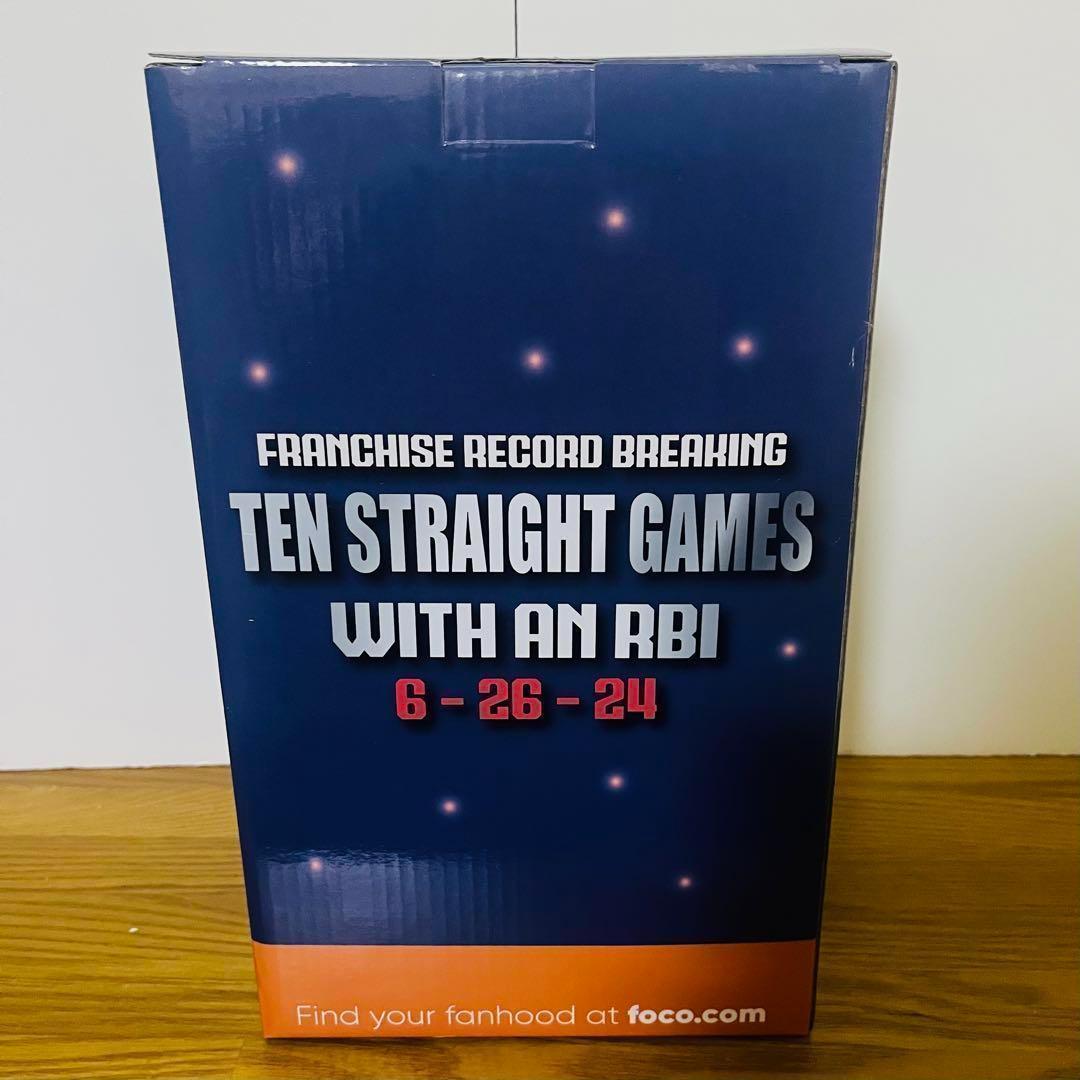 FRANCHISE RECORD BREAKING
TEN STRAIGHT GAMES
WITH AN RBI
6 - 26 - 24
Find your fanhood at foco.com